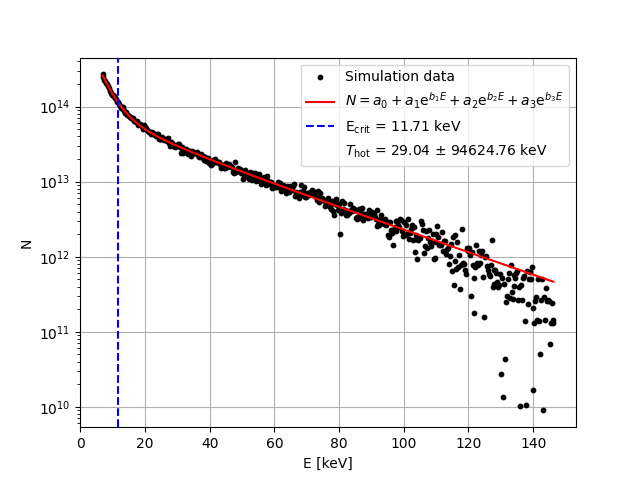 Simulation data
N = a₀ + a₁e^{b₁E} + a₂e^{b₂E} + a₃e^{b₃E}
E_crit = 11.71 keV
T_hot = 29.04 ± 94624.76 keV
N
10¹⁴
10¹³
10¹²
10¹¹
10¹⁰
0 20 40 60 80 100 120 140
E [keV]